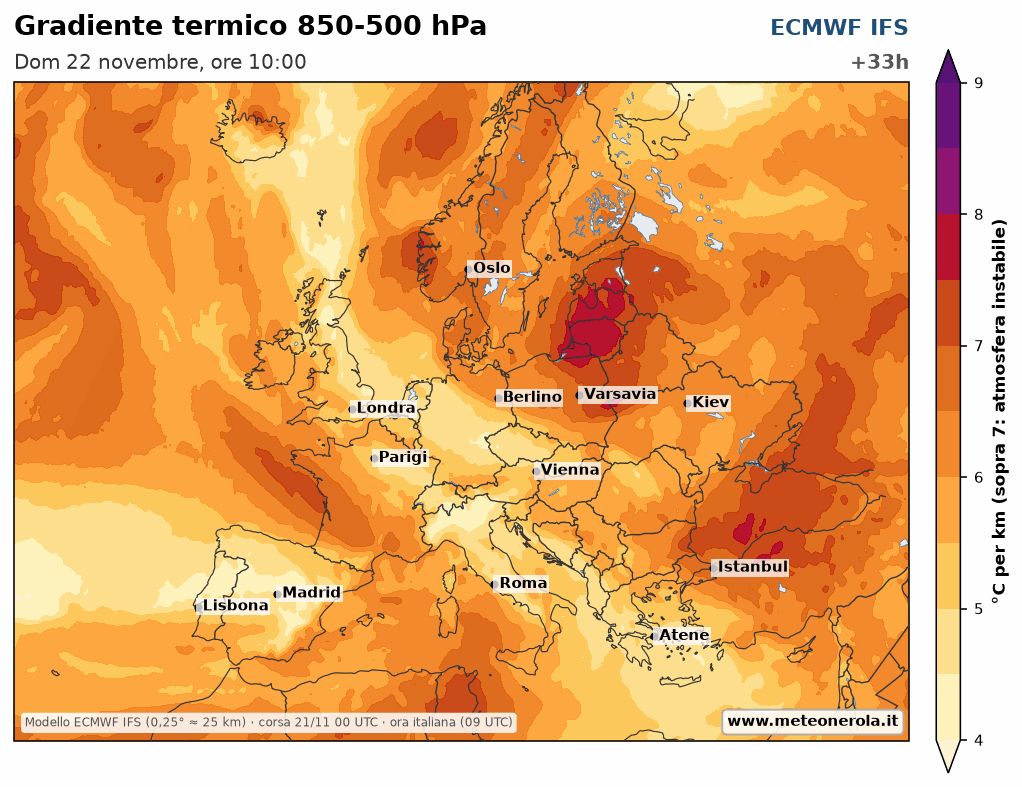 Gradiente termico 850-500 hPa
ECMWF IFS
Dom 22 novembre, ore 10:00
+33h
Oslo
Berlino
Varsavia
Kiev
Londra
Parigi
Vienna
Istanbul
Roma
Madrid
Lisbona
Atene
Modello ECMWF IFS (0,25° ≈ 25 km) · corsa 21/11 00 UTC · ora italiana (09 UTC)
www.meteonerola.it
9
8
7
6
5
4
°C per km (sopra 7: atmosfera instabile)